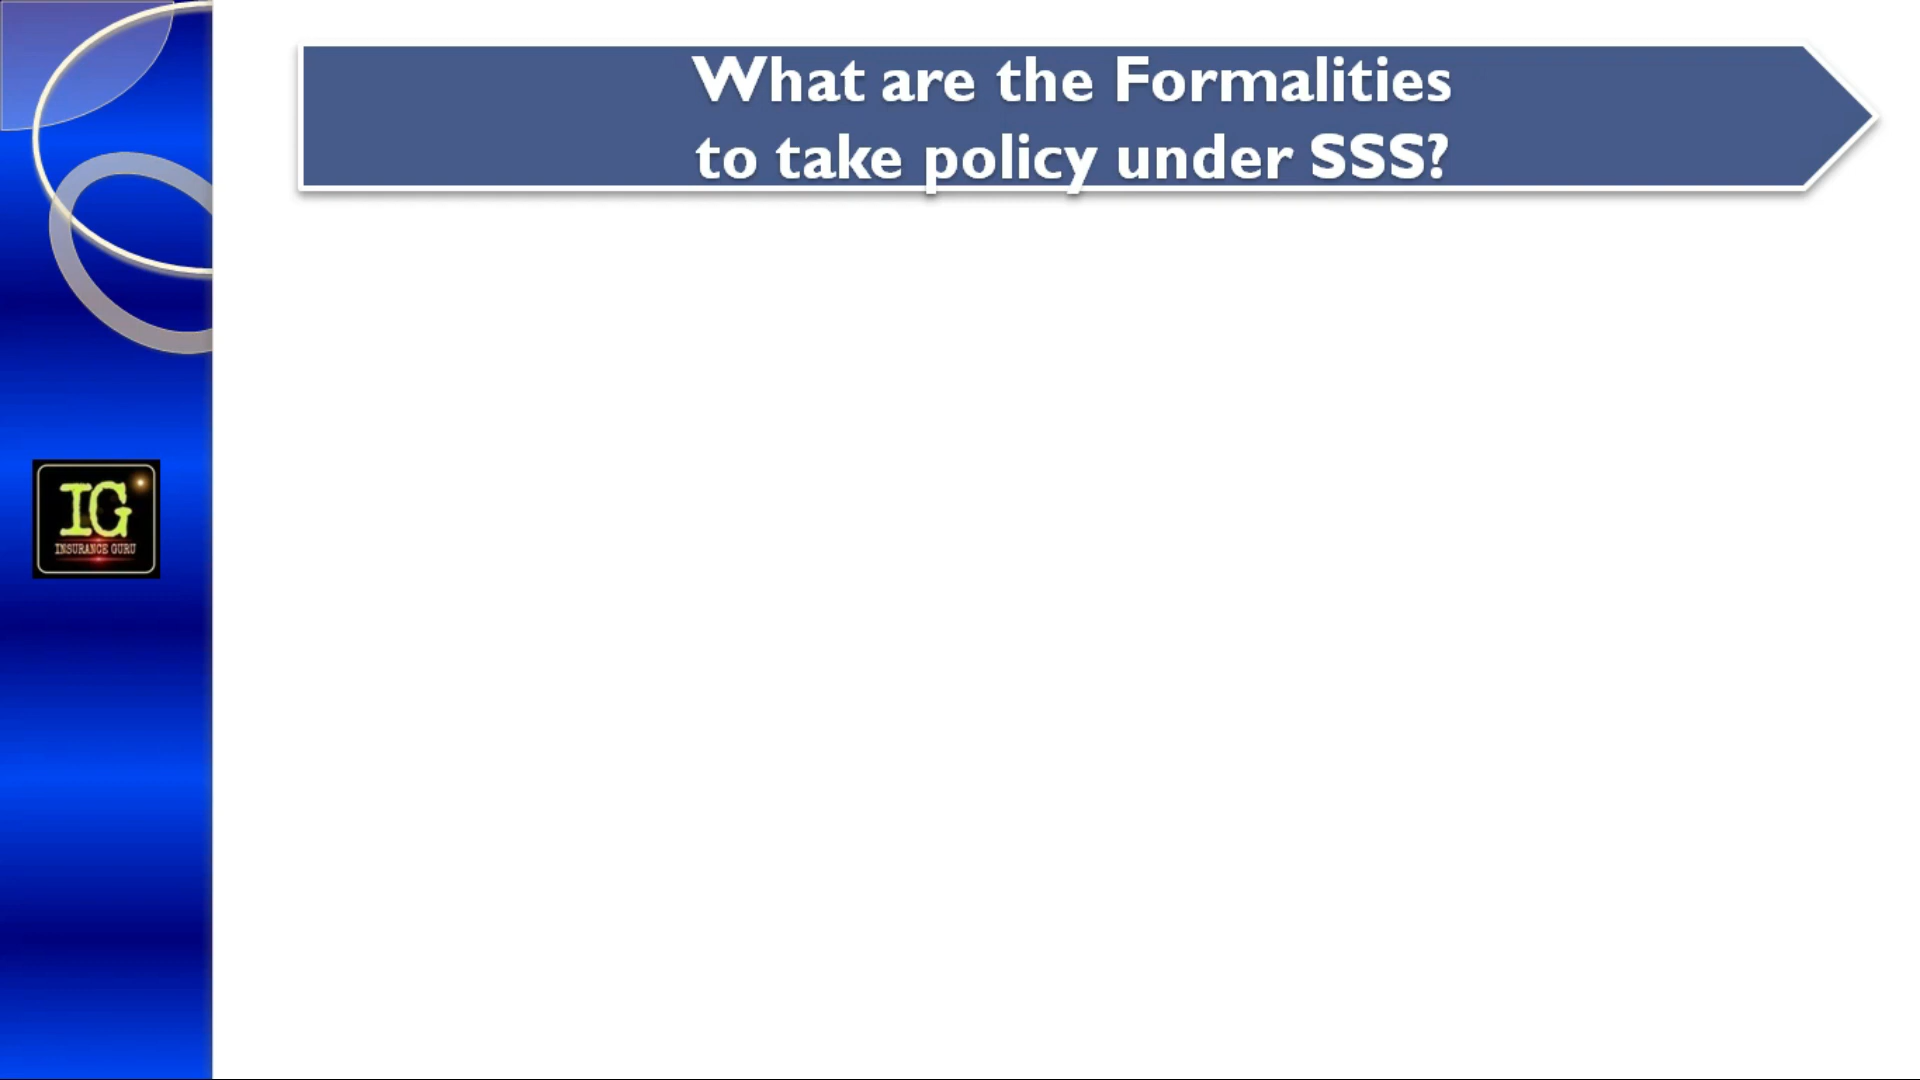 What are the Formalities
to take policy under SSS?
IG
INSURANCE GURU